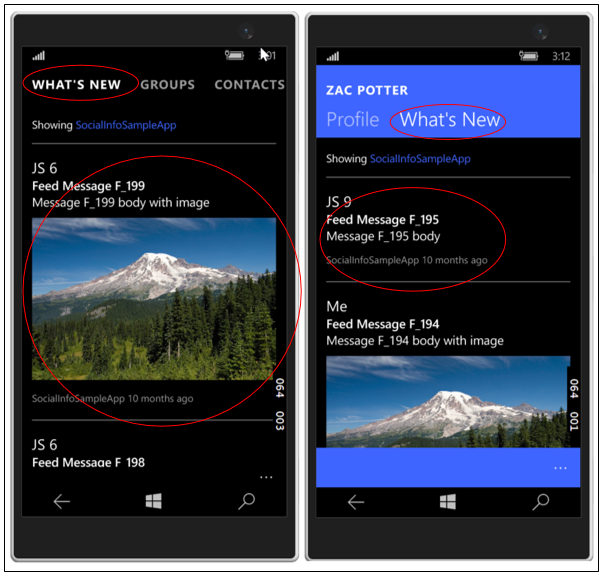 WHAT'S NEW GROUPS CONTACTS
Showing SocialInfoSampleApp
JS 6
Feed Message F_199
Message F_199 body with image
SocialInfoSampleApp 10 months ago
064 003
JS 6
Feed Message F_198
...
3:12
ZAC POTTER
Profile What's New
Showing SocialInfoSampleApp
JS 9
Feed Message F_195
Message F_195 body
SocialInfoSampleApp 10 months ago
Me
Feed Message F_194
Message F_194 body with image
064 001
...